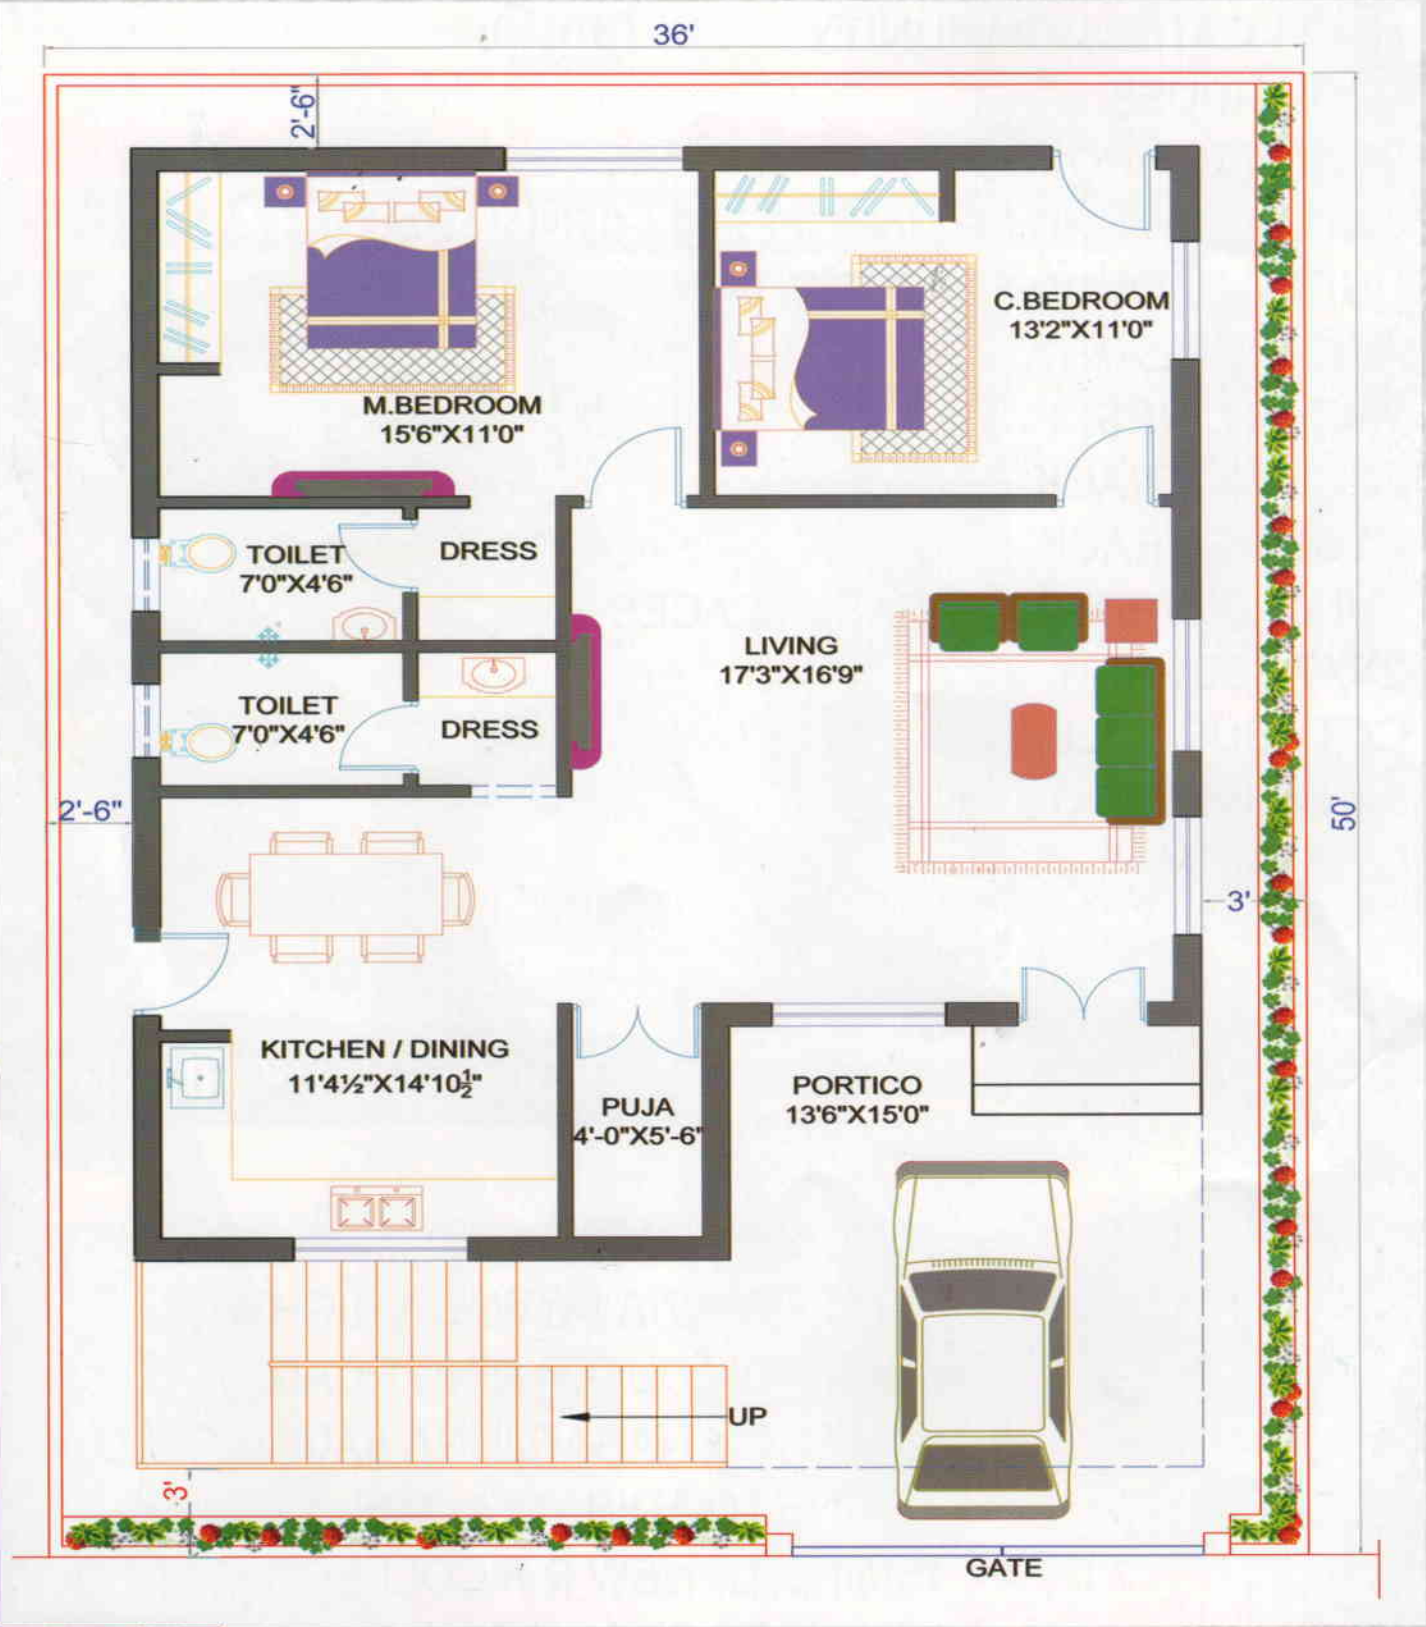 36'
2'-6"
C.BEDROOM
13'2"X11'0"
M.BEDROOM
15'6"X11'0"
TOILET
7'0"X4'6"
DRESS
LIVING
17'3"X16'9"
TOILET
7'0"X4'6"
DRESS
2'-6"
50'
3'
KITCHEN / DINING
11'4½"X14'10½"
PORTICO
13'6"X15'0"
PUJA
4'-0"X5'-6"
UP
3'
GATE